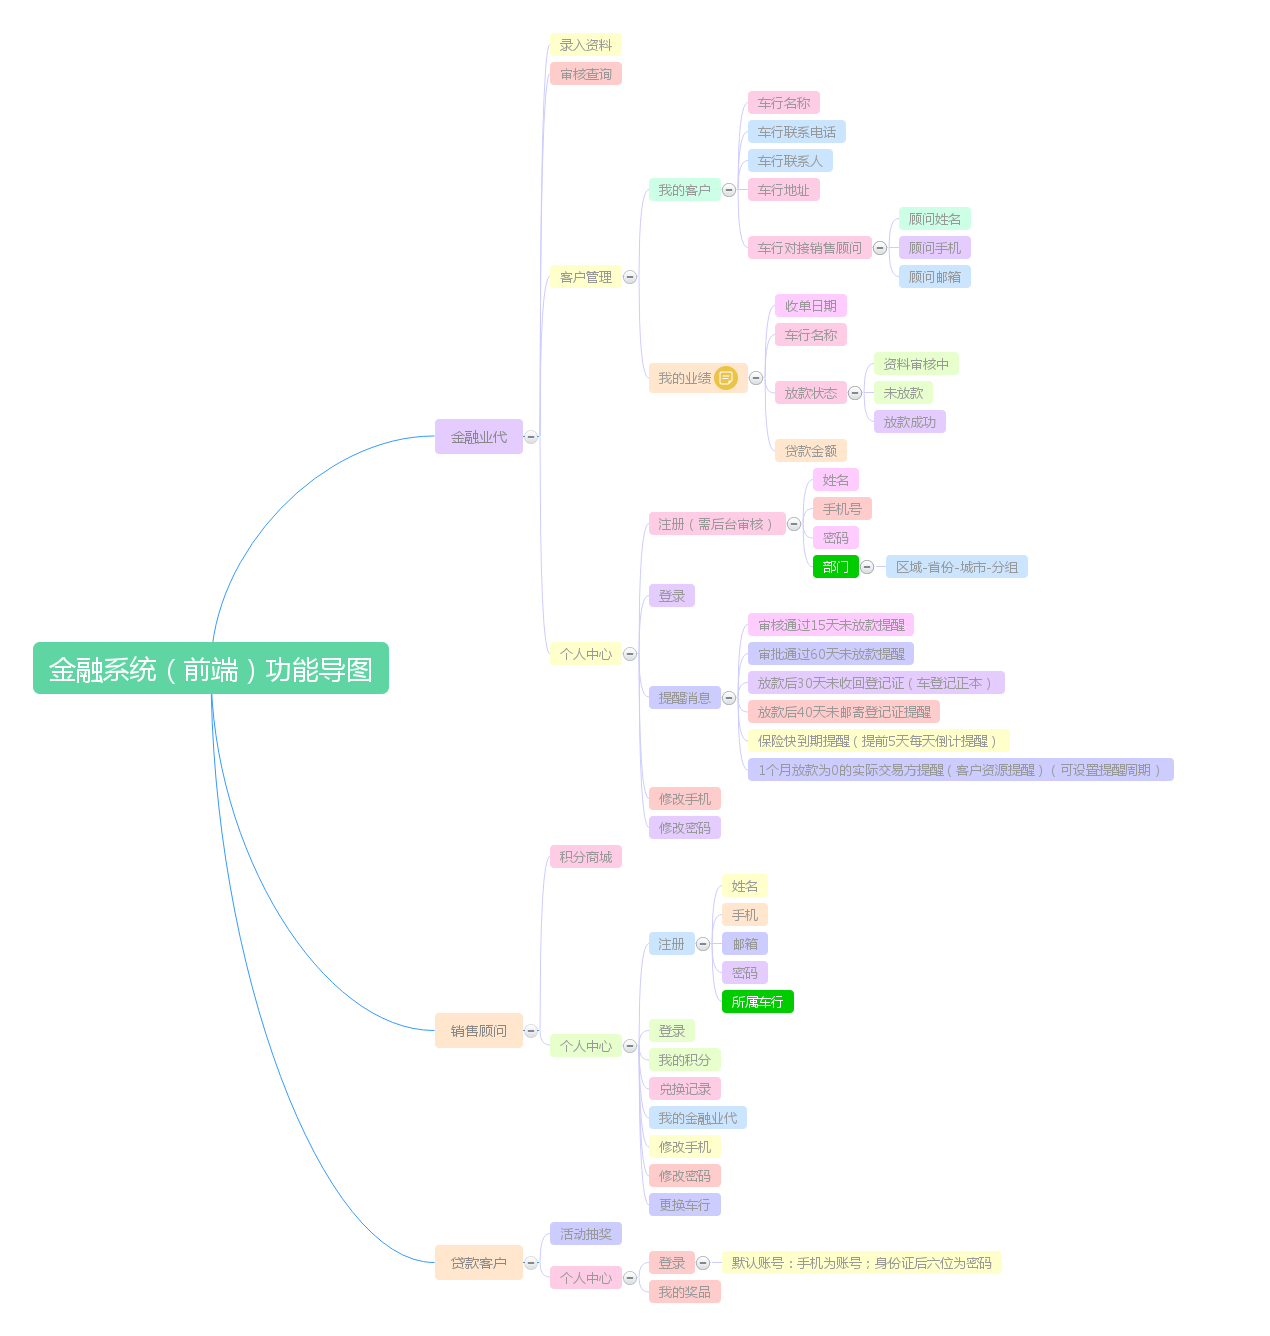 金融系统（前端）功能导图
金融业代
录入资料
审核查询
客户管理
我的客户
车行名称
车行联系电话
车行联系人
车行地址
车行对接销售顾问
顾问姓名
顾问手机
顾问邮箱
我的业绩
收单日期
车行名称
放款状态
资料审核中
未放款
放款成功
贷款金额
个人中心
注册（需后台审核）
姓名
手机号
密码
部门
区域-省份-城市-分组
登录
提醒消息
审核通过15天未放款提醒
审批通过60天未放款提醒
放款后30天未收回登记证（车登记正本）
放款后40天未邮寄登记证提醒
保险快到期提醒（提前5天每天倒计提醒）
1个月放款为0的实际交易方提醒（客户资源提醒）（可设置提醒周期）
修改手机
修改密码
销售顾问
积分商城
个人中心
注册
姓名
手机
邮箱
密码
所属车行
登录
我的积分
兑换记录
我的金融业代
修改手机
修改密码
更换车行
贷款客户
活动抽奖
个人中心
登录
默认账号：手机为账号；身份证后六位为密码
我的奖品